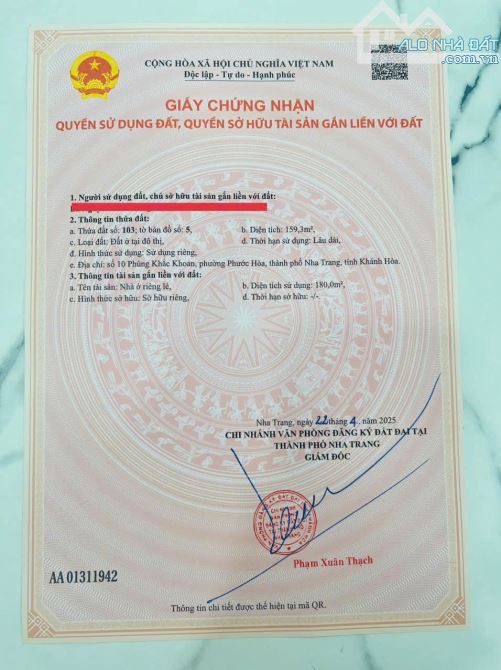 ALO NHÀ ĐẤT
.com.vn
CỘNG HÒA XÃ HỘI CHỦ NGHĨA VIỆT NAM
Độc lập - Tự do - Hạnh phúc
GIẤY CHỨNG NHẬN
QUYỀN SỬ DỤNG ĐẤT, QUYỀN SỞ HỮU TÀI SẢN GẮN LIỀN VỚI ĐẤT
1. Người sử dụng đất, chủ sở hữu tài sản gắn liền với đất:
2. Thông tin thửa đất:
a. Thửa đất số: 103; tờ bản đồ số: 5, b. Diện tích: 159,3m²,
c. Loại đất: Đất ở tại đô thị, d. Thời hạn sử dụng: Lâu dài,
đ. Hình thức sử dụng: Sử dụng riêng,
e. Địa chỉ: số 10 Phùng Khắc Khoan, phường Phước Hòa, thành phố Nha Trang, tỉnh Khánh Hòa.
3. Thông tin tài sản gắn liền với đất:
a. Tên tài sản: Nhà ở riêng lẻ, b. Diện tích sử dụng: 180,0m²,
c. Hình thức sở hữu: Sở hữu riêng, d. Thời hạn sở hữu: -/-.
Nha Trang, ngày 22 tháng 4 năm 2025
CHI NHÁNH VĂN PHÒNG ĐĂNG KÝ ĐẤT ĐAI TẠI
THÀNH PHỐ NHA TRANG
GIÁM ĐỐC
Phạm Xuân Thạch
AA 01311942
Thông tin chi tiết được thể hiện tại mã QR.